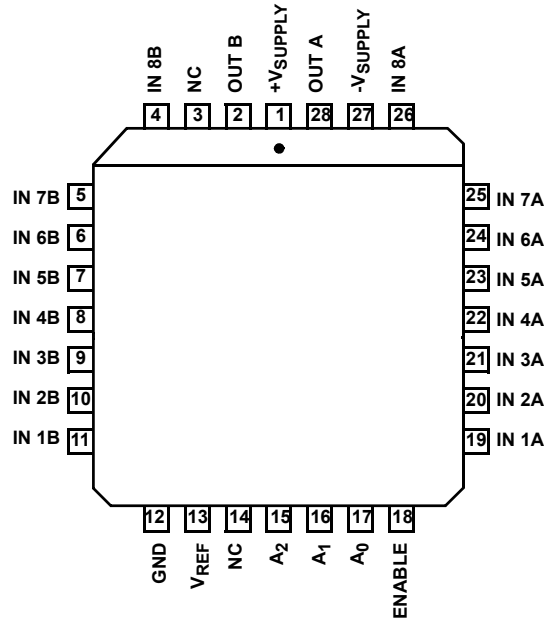 IN 8B
NC
OUT B
+VSUPPLY
OUT A
-VSUPPLY
IN 8A
4
3
2
1
28
27
26
IN 7B 5
25 IN 7A
IN 6B 6
24 IN 6A
IN 5B 7
23 IN 5A
IN 4B 8
22 IN 4A
IN 3B 9
21 IN 3A
IN 2B 10
20 IN 2A
IN 1B 11
19 IN 1A
12
13
14
15
16
17
18
GND
VREF
NC
A2
A1
A0
ENABLE